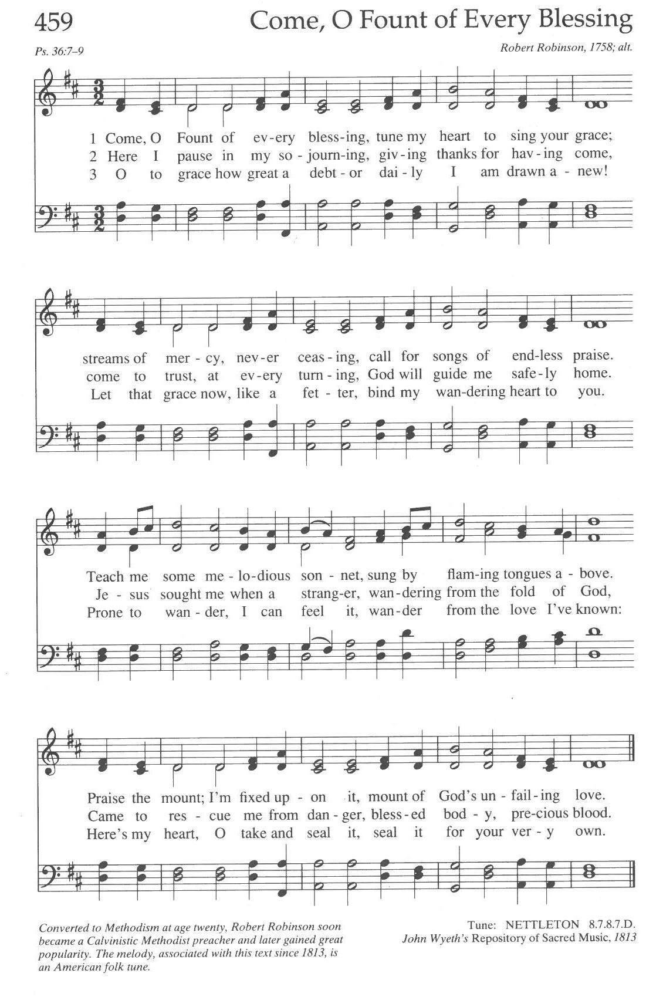 459 Come, O Fount of Every Blessing
Ps. 36:7–9 Robert Robinson, 1758; alt.
1 Come, O Fount of ev-ery bless-ing, tune my heart to sing your grace;
2 Here I pause in my so - journ-ing, giv-ing thanks for hav-ing come,
3 O to grace how great a debt - or dai - ly I am drawn a - new!
streams of mer - cy, nev-er ceas - ing, call for songs of end-less praise.
come to trust, at ev-ery turn - ing, God will guide me safe-ly home.
Let that grace now, like a fet - ter, bind my wan-dering heart to you.
Teach me some me - lo-dious son - net, sung by flam-ing tongues a - bove.
Je - sus sought me when a strang-er, wan-dering from the fold of God,
Prone to wan - der, I can feel it, wan-der from the love I've known:
Praise the mount; I'm fixed up - on it, mount of God's un - fail-ing love.
Came to res - cue me from dan - ger, bless-ed bod - y, pre-cious blood.
Here's my heart, O take and seal it, seal it for your ver - y own.
Converted to Methodism at age twenty, Robert Robinson soon
became a Calvinistic Methodist preacher and later gained great
popularity. The melody, associated with this text since 1813, is
an American folk tune.
Tune: NETTLETON 8.7.8.7.D.
John Wyeth's Repository of Sacred Music, 1813